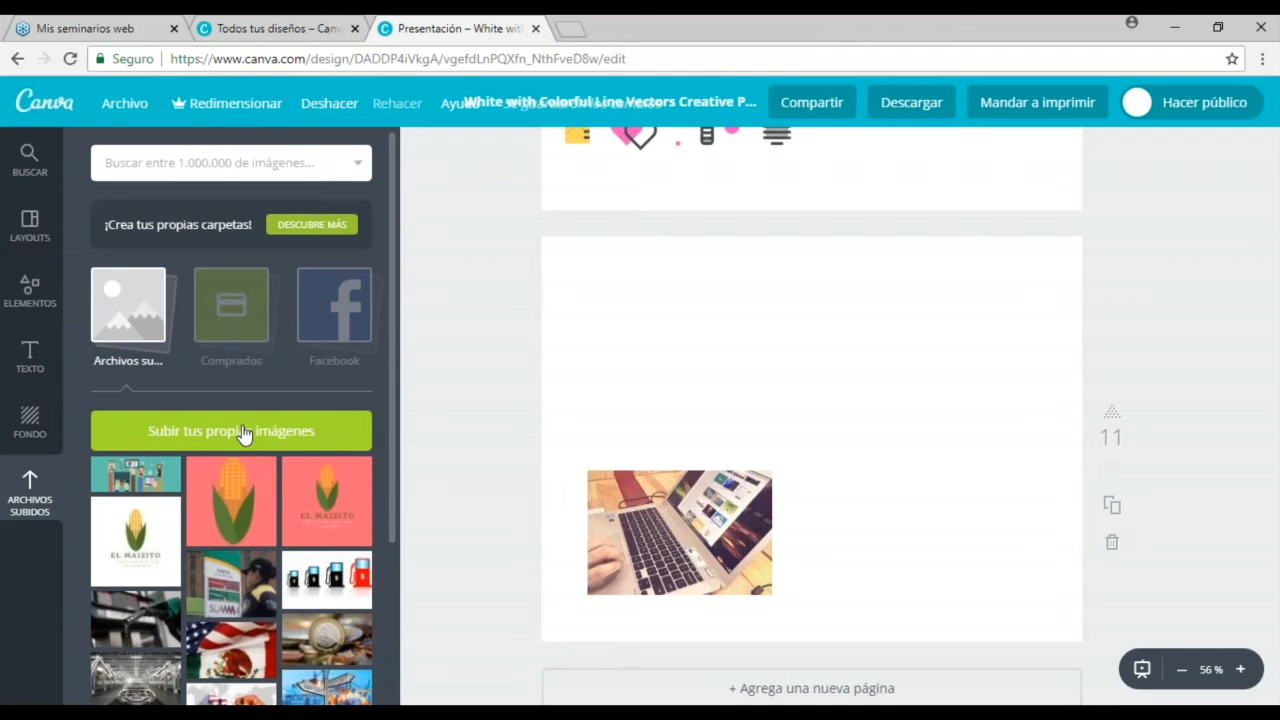 Mis seminarios web
Todos tus diseños – Canv
Presentación – White wit
Seguro
https://www.canva.com/design/DADDP4iVkgA/vgefdLnPQXfn_NthFveD8w/edit
Canva
Archivo
Redimensionar
Deshacer
Rehacer
White with Colorful Line Vectors Creative P...
Compartir
Descargar
Mandar a imprimir
Hacer público
Buscar entre 1.000.000 de imágenes...
BUSCAR
¡Crea tus propias carpetas!
DESCUBRE MÁS
LAYOUTS
ELEMENTOS
Archivos su...
Comprados
Facebook
TEXTO
FONDO
Subir tus propias imágenes
ARCHIVOS
SUBIDOS
EL MAIZITO
EL MAIZITO
11
+ Agrega una nueva página
56 %